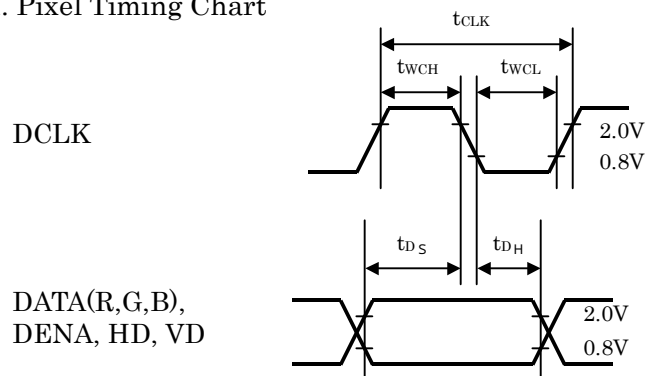 . Pixel Timing Chart
tCLK
tWCH
tWCL
DCLK
2.0V
0.8V
tDS
tDH
DATA(R,G,B),
DENA, HD, VD
2.0V
0.8V